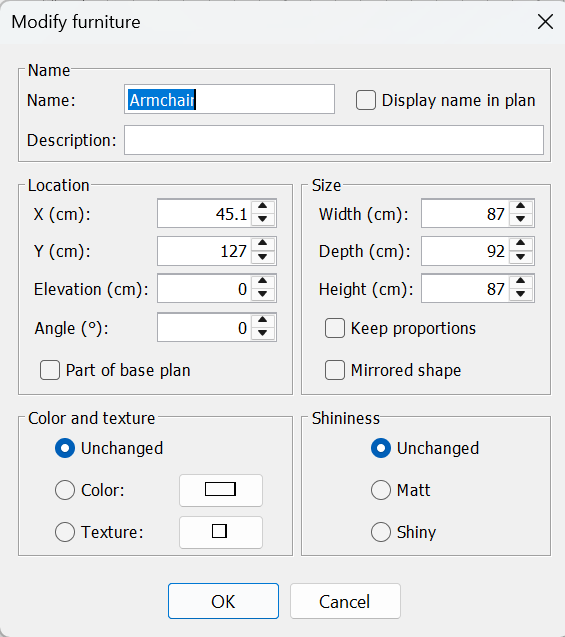 Modify furniture
Name
Name: Armchair Display name in plan
Description:
Location
X (cm): 45.1
Y (cm): 127
Elevation (cm): 0
Angle (°): 0
Part of base plan
Size
Width (cm): 87
Depth (cm): 92
Height (cm): 87
Keep proportions
Mirrored shape
Color and texture
Unchanged
Color:
Texture:
Shininess
Unchanged
Matt
Shiny
OK Cancel